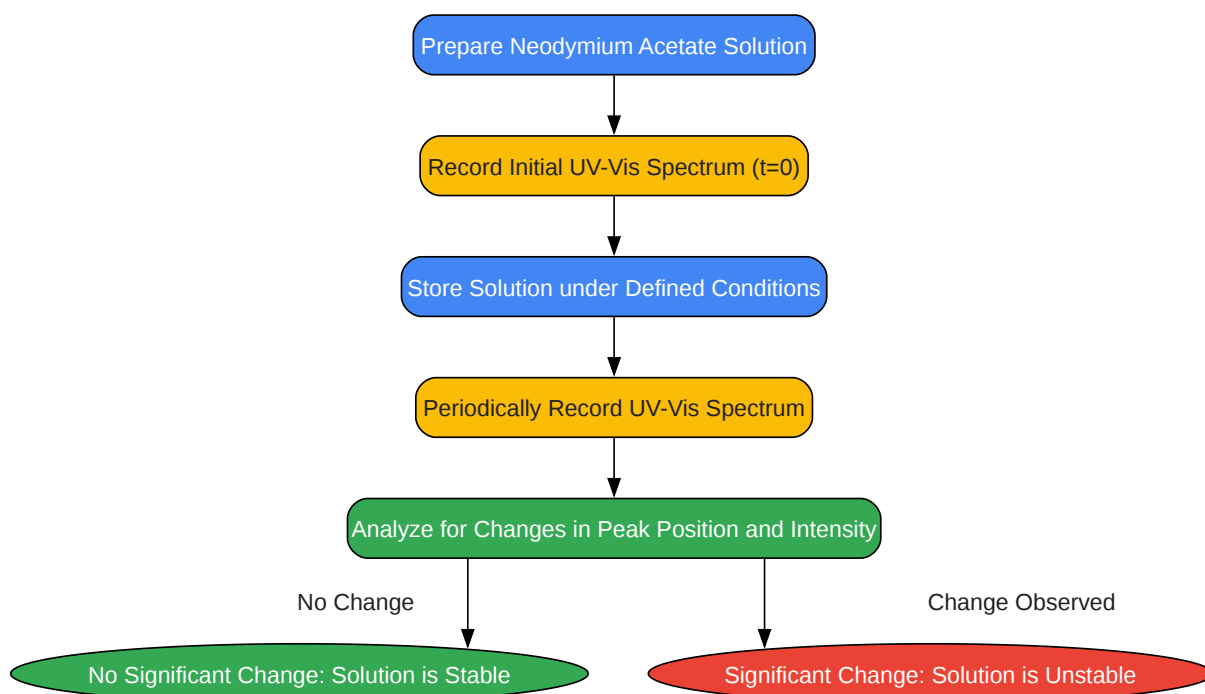 Prepare Neodymium Acetate Solution
Record Initial UV-Vis Spectrum (t=0)
Store Solution under Defined Conditions
Periodically Record UV-Vis Spectrum
Analyze for Changes in Peak Position and Intensity
No Change
Change Observed
No Significant Change: Solution is Stable
Significant Change: Solution is Unstable